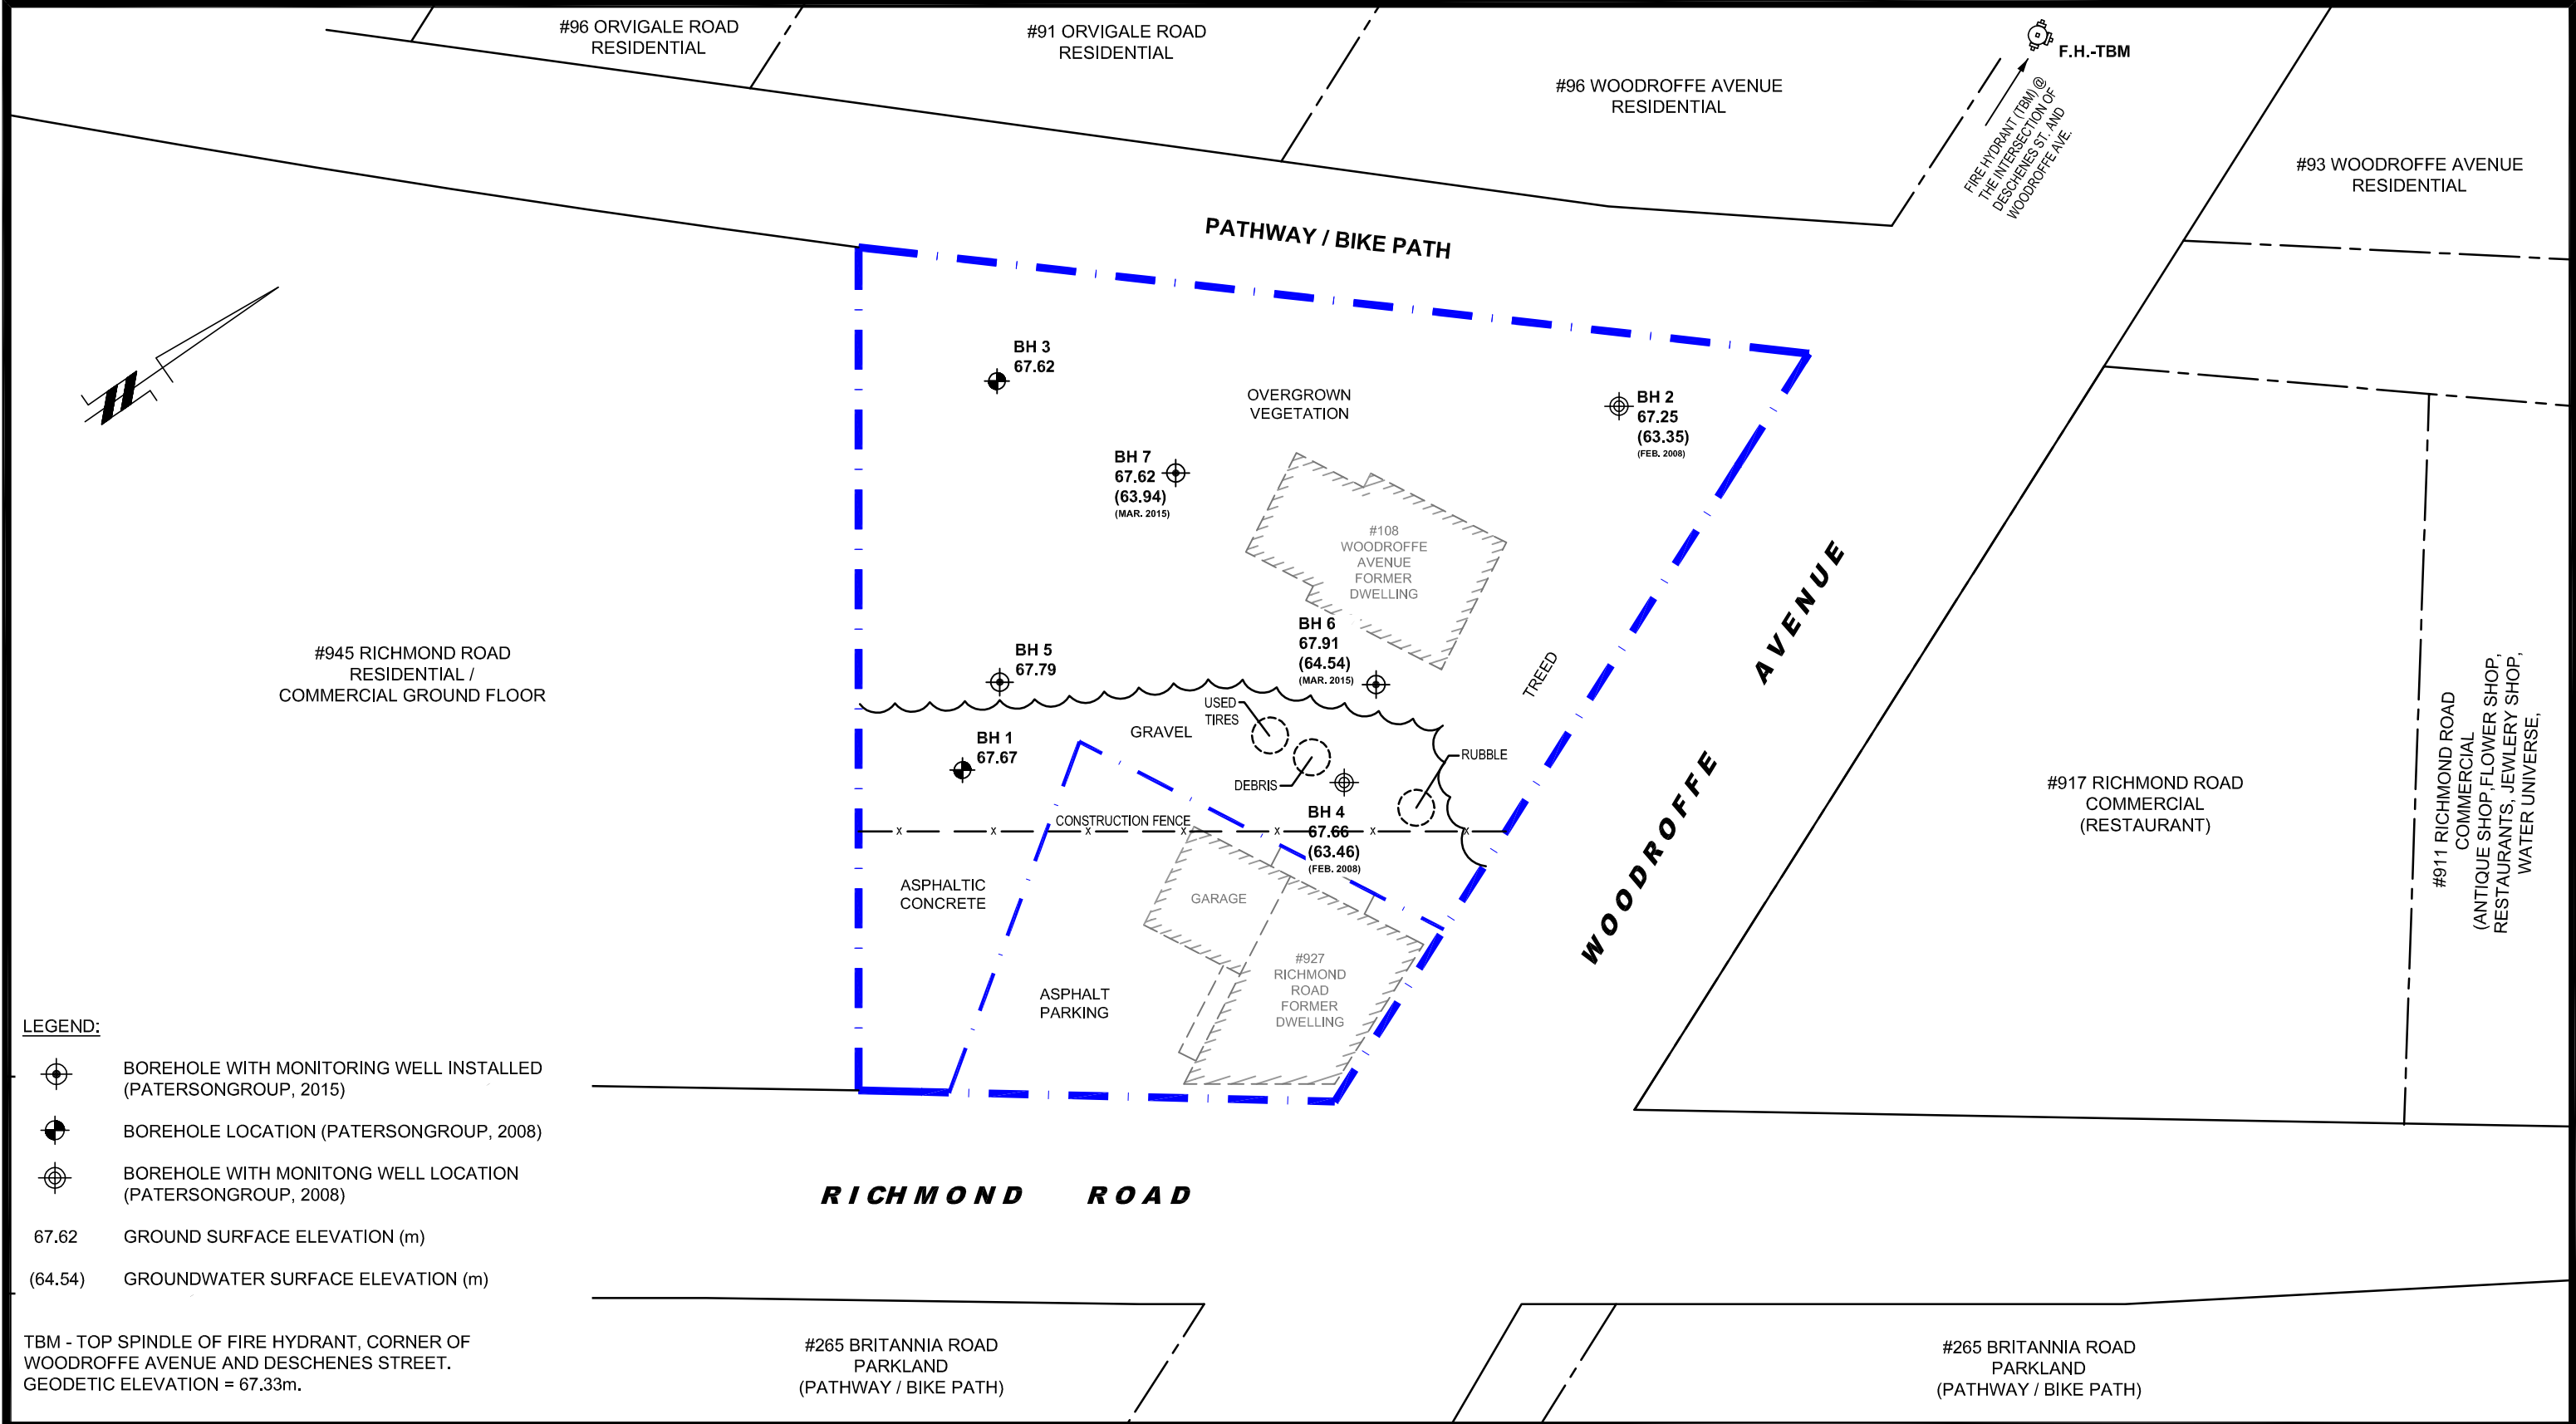 #96 ORVIGALE ROAD
RESIDENTIAL
#91 ORVIGALE ROAD
RESIDENTIAL
#96 WOODROFFE AVENUE
RESIDENTIAL
F.H.-TBM
FIRE HYDRANT (TBM) @
THE INTERSECTION OF
DESCHENES ST. AND
WOODROFFE AVE.
#93 WOODROFFE AVENUE
RESIDENTIAL
PATHWAY / BIKE PATH
BH 3
67.62
OVERGROWN
VEGETATION
BH 2
67.25
(63.35)
(FEB. 2008)
BH 7
67.62
(63.94)
(MAR. 2015)
#108
WOODROFFE
AVENUE
FORMER
DWELLING
BH 6
67.91
(64.54)
(MAR. 2015)
BH 5
67.79
TREED
WOODROFFE AVENUE
#945 RICHMOND ROAD
RESIDENTIAL /
COMMERCIAL GROUND FLOOR
USED
TIRES
GRAVEL
BH 1
67.67
DEBRIS
RUBBLE
BH 4
67.66
(63.46)
(FEB. 2008)
X X X X X X X
CONSTRUCTION FENCE
#917 RICHMOND ROAD
COMMERCIAL
(RESTAURANT)
#911 RICHMOND ROAD
COMMERCIAL
(ANTIQUE SHOP,FLOWER SHOP,
RESTAURANTS, JEWLERY SHOP,
WATER UNIVERSE,
ASPHALTIC
CONCRETE
GARAGE
#927
RICHMOND
ROAD
FORMER
DWELLING
ASPHALT
PARKING
RICHMOND ROAD
LEGEND:
BOREHOLE WITH MONITORING WELL INSTALLED
(PATERSONGROUP, 2015)
BOREHOLE LOCATION (PATERSONGROUP, 2008)
BOREHOLE WITH MONITONG WELL LOCATION
(PATERSONGROUP, 2008)
67.62 GROUND SURFACE ELEVATION (m)
(64.54) GROUNDWATER SURFACE ELEVATION (m)
TBM - TOP SPINDLE OF FIRE HYDRANT, CORNER OF
WOODROFFE AVENUE AND DESCHENES STREET.
GEODETIC ELEVATION = 67.33m.
#265 BRITANNIA ROAD
PARKLAND
(PATHWAY / BIKE PATH)
#265 BRITANNIA ROAD
PARKLAND
(PATHWAY / BIKE PATH)